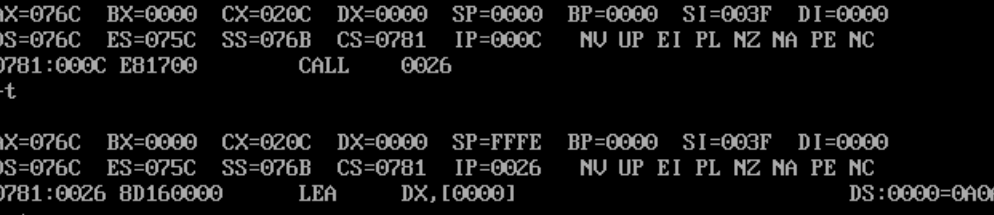 AX=076C BX=0000 CX=020C DX=0000 SP=0000 BP=0000 SI=003F DI=0000
DS=076C ES=075C SS=076B CS=0781 IP=000C NV UP EI PL NZ NA PE NC
0781:000C E81700 CALL 0026
-t
AX=076C BX=0000 CX=020C DX=0000 SP=FFFE BP=0000 SI=003F DI=0000
DS=076C ES=075C SS=076B CS=0781 IP=0026 NV UP EI PL NZ NA PE NC
0781:0026 8D160000 LEA DX,[0000] DS:0000=0A0